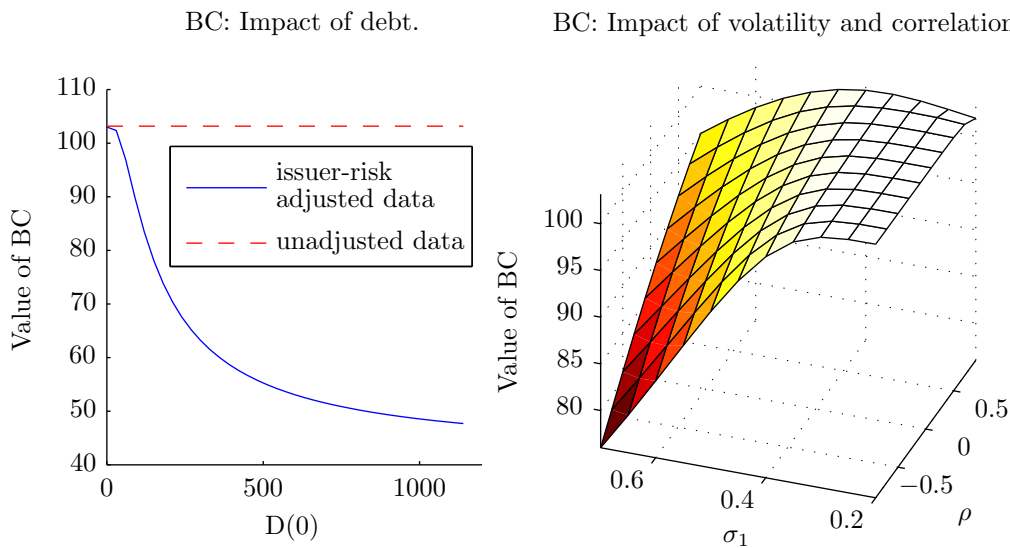 BC: Impact of debt.
110
100
90
80
70
60
50
40
Value of BC
issuer-risk
adjusted data
unadjusted data
0
500
1000
D(0)
BC: Impact of volatility and correlation
100
95
90
85
80
Value of BC
0.6
0.4
0.2
σ1
0.5
0
−0.5
ρ